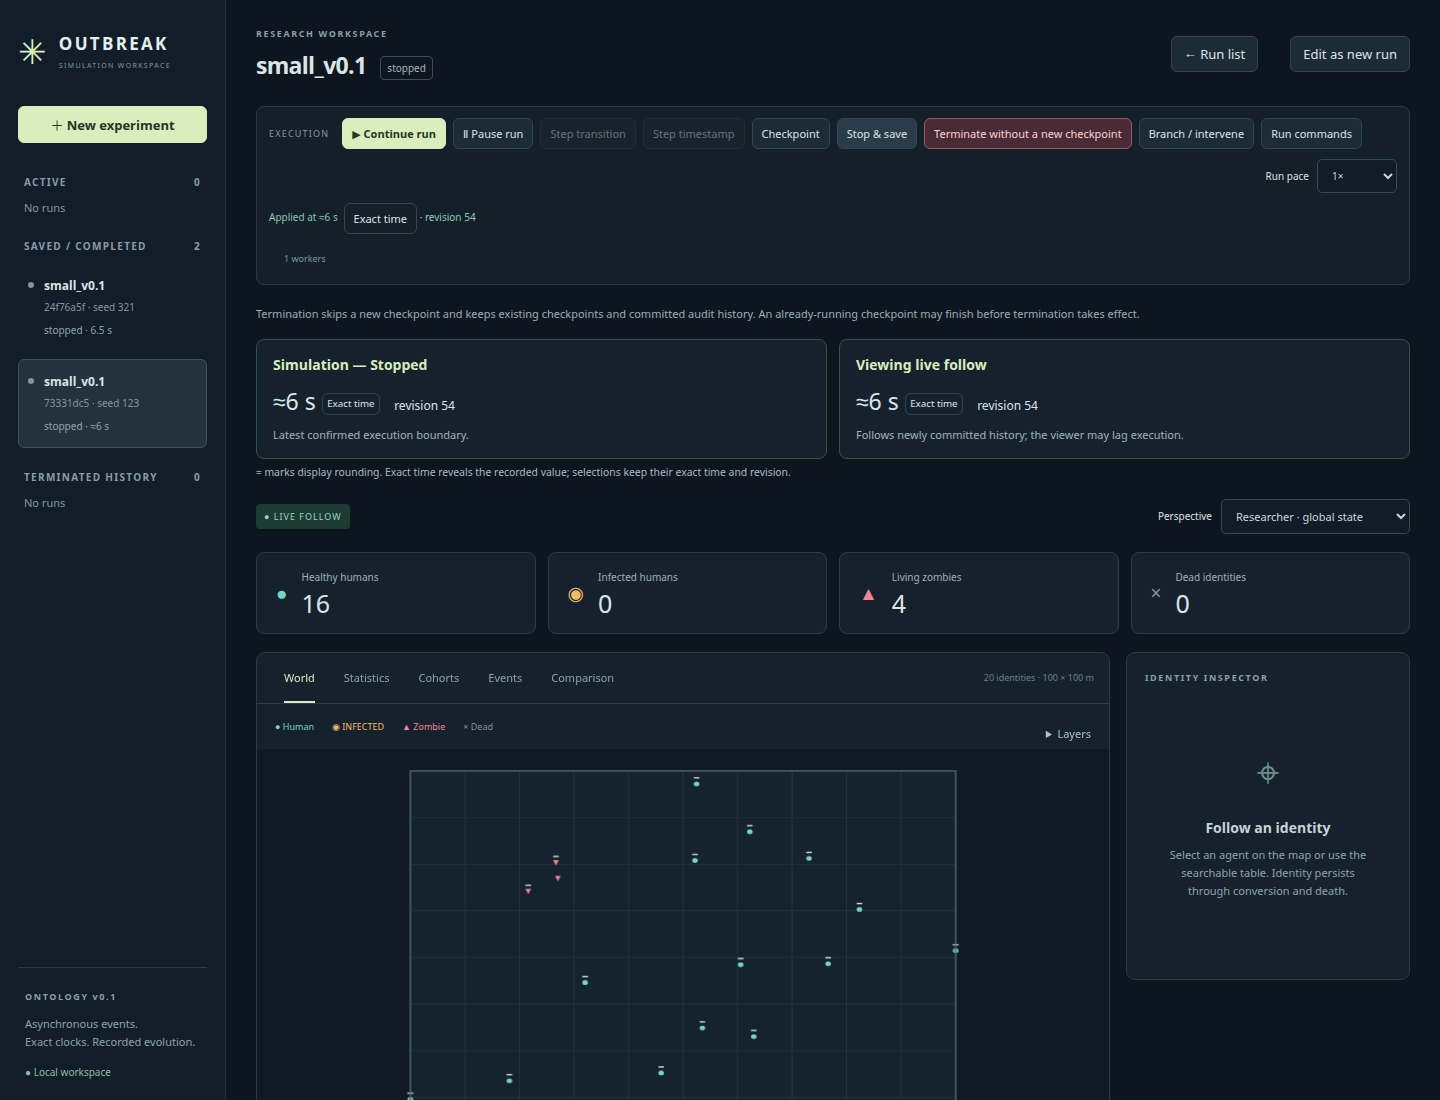 OUTBREAK
SIMULATION WORKSPACE
+ New experiment
ACTIVE 0
No runs
SAVED / COMPLETED 2
small_v0.1
24f76a5f · seed 321
stopped · 6.5 s
small_v0.1
73331dc5 · seed 123
stopped · ≈6 s
TERMINATED HISTORY 0
No runs
ONTOLOGY v0.1
Asynchronous events.
Exact clocks. Recorded evolution.
● Local workspace
RESEARCH WORKSPACE
small_v0.1 stopped
← Run list Edit as new run
EXECUTION ▶ Continue run Ⅱ Pause run Step transition Step timestamp Checkpoint Stop & save Terminate without a new checkpoint Branch / intervene Run commands
Run pace 1×
Applied at ≈6 s Exact time · revision 54
1 workers
Termination skips a new checkpoint and keeps existing checkpoints and committed audit history. An already-running checkpoint may finish before termination takes effect.
Simulation — Stopped
≈6 s Exact time revision 54
Latest confirmed execution boundary.
Viewing live follow
≈6 s Exact time revision 54
Follows newly committed history; the viewer may lag execution.
≈ marks display rounding. Exact time reveals the recorded value; selections keep their exact time and revision.
● LIVE FOLLOW
Perspective Researcher · global state
● Healthy humans
16
◉ Infected humans
0
▲ Living zombies
4
× Dead identities
0
World Statistics Cohorts Events Comparison 20 identities · 100 × 100 m
● Human ◉ INFECTED ▲ Zombie × Dead
▶ Layers
IDENTITY INSPECTOR
Follow an identity
Select an agent on the map or use the
searchable table. Identity persists
through conversion and death.